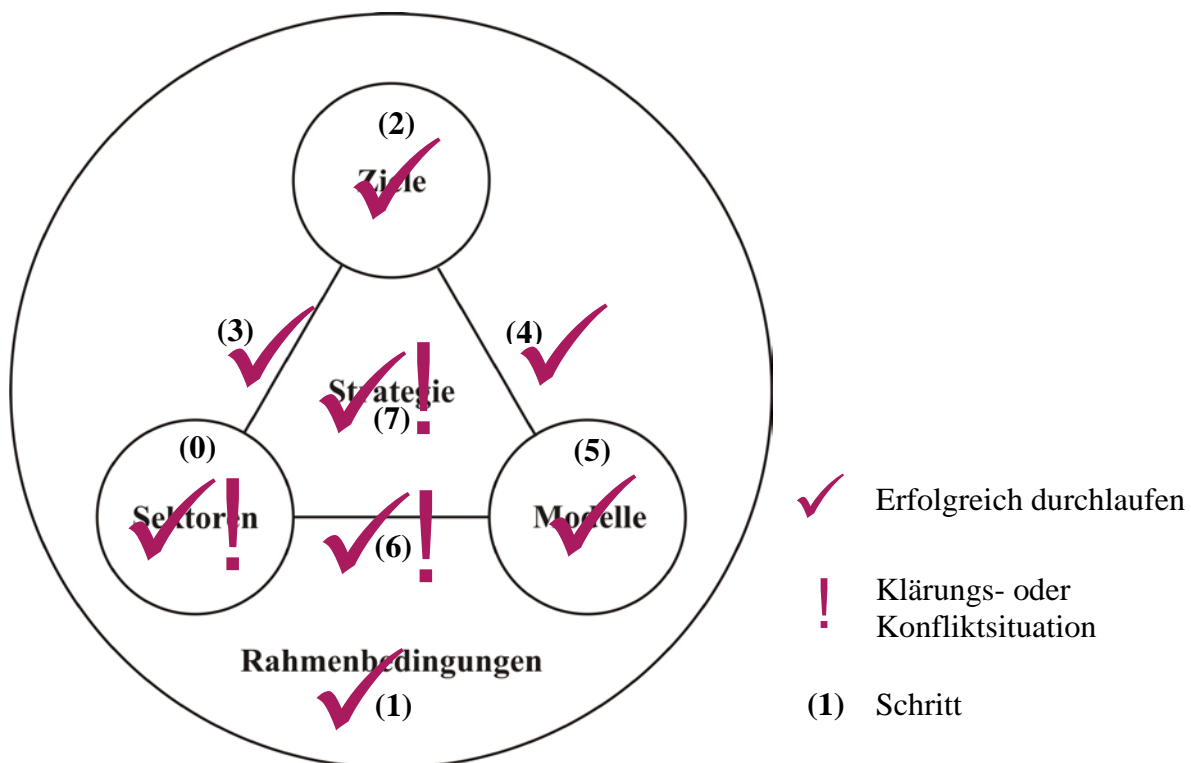 (2)
Ziele
(3)
(4)
Strategie
(7)
(0)
(5)
Sektoren
Modelle
(6)
Rahmenbedingungen
(1)
Erfolgreich durchlaufen
Klärungs- oder
Konfliktsituation
(1) Schritt